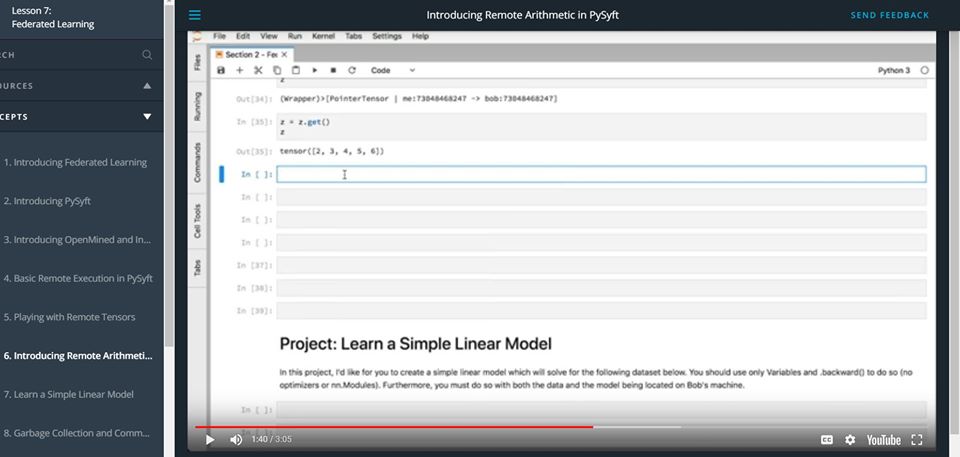 Lesson 7:
Federated Learning
RCH
OURCES
CEPTS
1. Introducing Federated Learning
2. Introducing PySyft
3. Introducing OpenMined and In...
4. Basic Remote Execution in PySyft
5. Playing with Remote Tensors
6. Introducing Remote Arithmeti...
7. Learn a Simple Linear Model
8. Garbage Collection and Comm...
Introducing Remote Arithmetic in PySyft
SEND FEEDBACK
File Edit View Run Kernel Tabs Settings Help
Section 2 - Fe
Code
Python 3
Files
Running
Commands
Cell Tools
Tabs
z
Out[34]: (Wrapper)>[PointerTensor | me:73048468247 -> bob:73048468247]
In [35]: z = z.get()
z
Out[35]: tensor([2, 3, 4, 5, 6])
In [ ]:
In [ ]:
In [ ]:
In [ ]:
In [37]:
In [38]:
In [39]:
Project: Learn a Simple Linear Model
In this project, I'd like for you to create a simple linear model which will solve for the following dataset below. You should use only Variables and .backward() to do so (no
optimizers or nn.Modules). Furthermore, you must do so with both the data and the model being located on Bob's machine.
In [ ]:
1:40 / 3:05
CC
YouTube